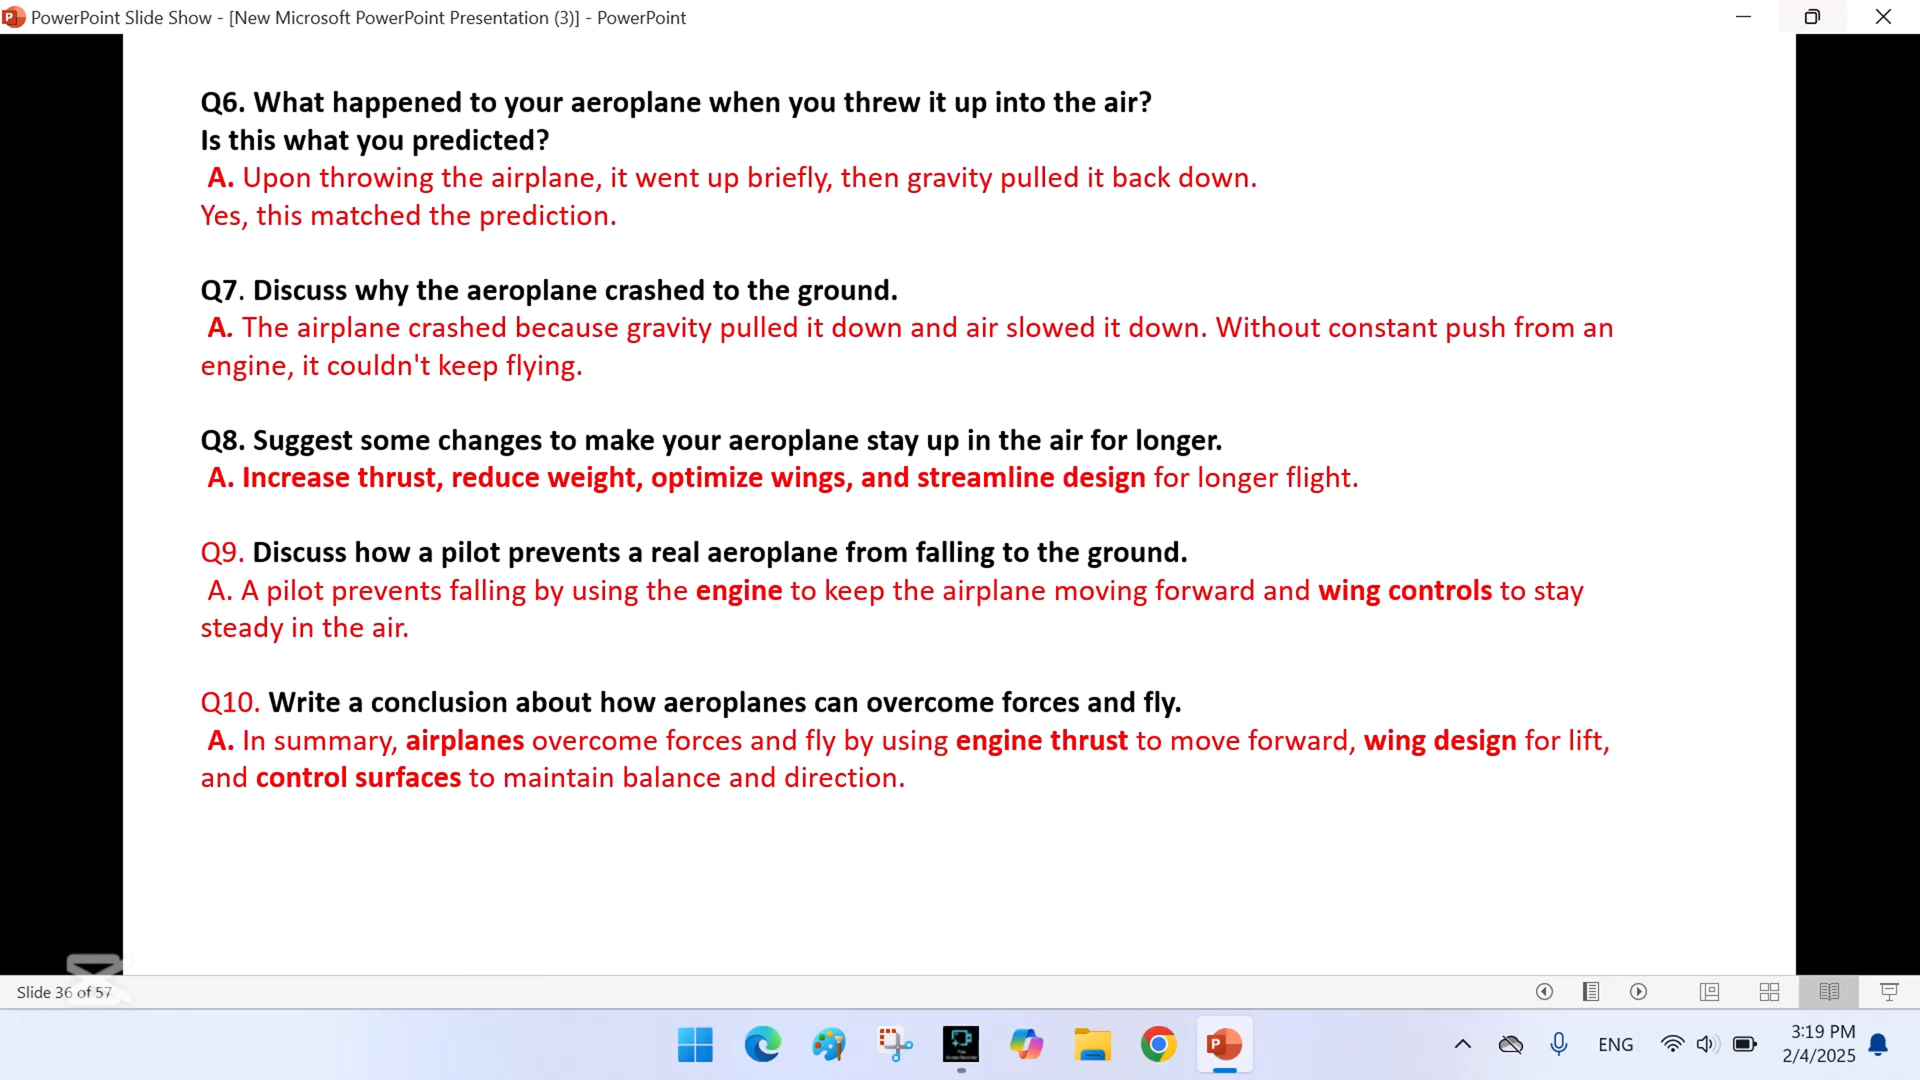 PowerPoint Slide Show - [New Microsoft PowerPoint Presentation (3)] - PowerPoint
Q6. What happened to your aeroplane when you threw it up into the air?
Is this what you predicted?
A. Upon throwing the airplane, it went up briefly, then gravity pulled it back down.
Yes, this matched the prediction.
Q7. Discuss why the aeroplane crashed to the ground.
A. The airplane crashed because gravity pulled it down and air slowed it down. Without constant push from an
engine, it couldn't keep flying.
Q8. Suggest some changes to make your aeroplane stay up in the air for longer.
A. Increase thrust, reduce weight, optimize wings, and streamline design for longer flight.
Q9. Discuss how a pilot prevents a real aeroplane from falling to the ground.
A. A pilot prevents falling by using the engine to keep the airplane moving forward and wing controls to stay
steady in the air.
Q10. Write a conclusion about how aeroplanes can overcome forces and fly.
A. In summary, airplanes overcome forces and fly by using engine thrust to move forward, wing design for lift,
and control surfaces to maintain balance and direction.
Slide 36 of 57
ENG
3:19 PM
2/4/2025